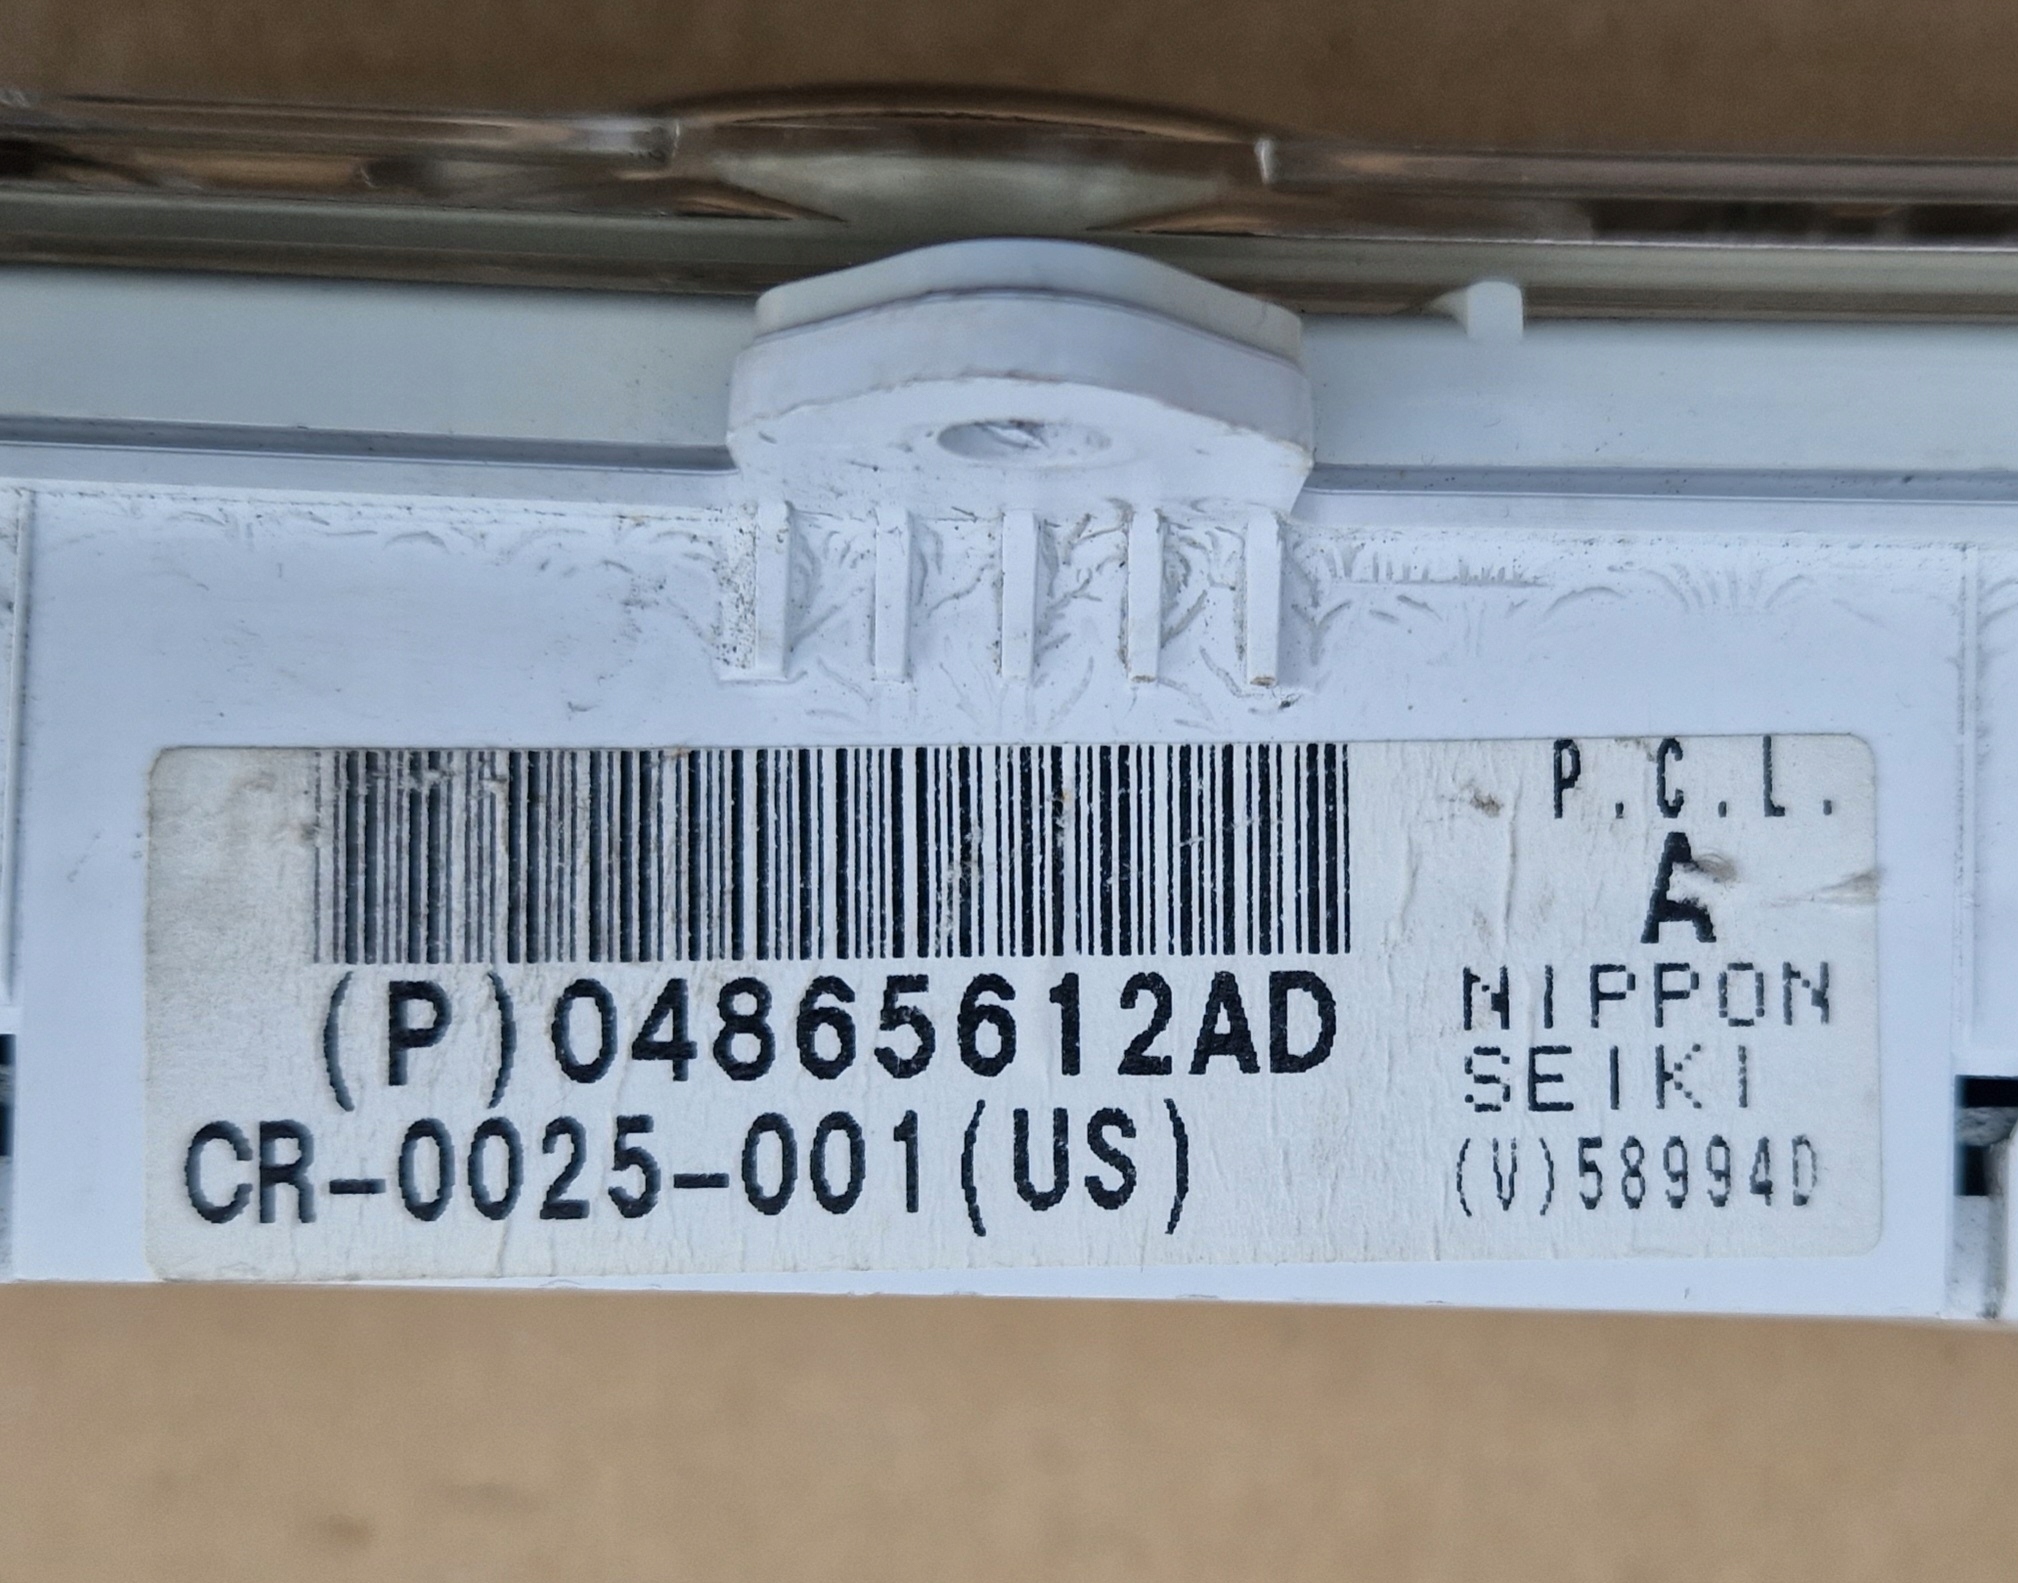 P.C.L.
A
(P)04865612AD
NIPPON
SEIKI
CR-0025-001(US)
(V)58994D